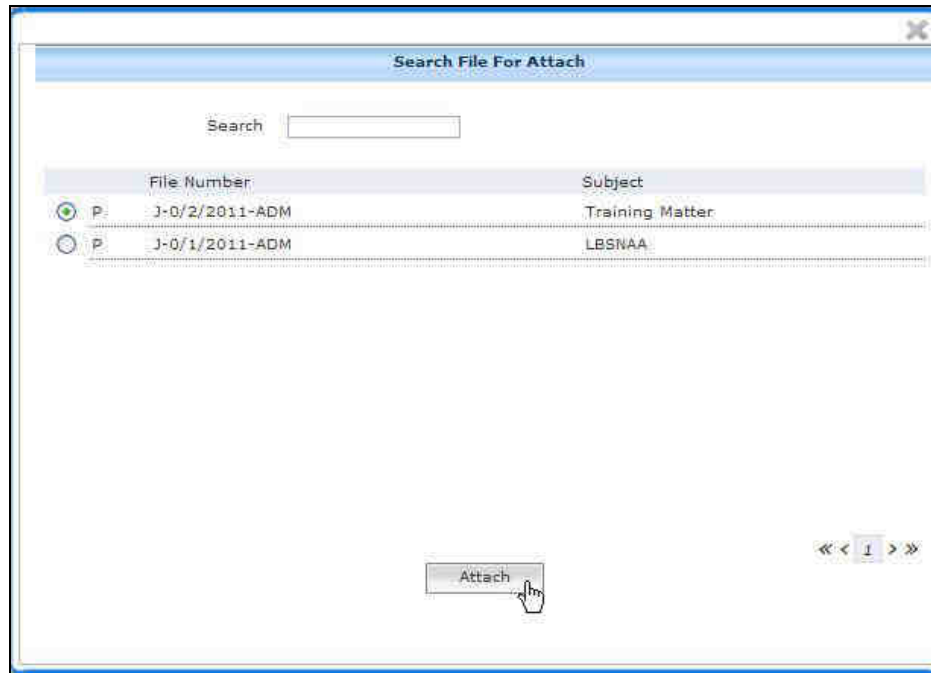 Search File For Attach
Search
File Number Subject
P J-0/2/2011-ADM Training Matter
P J-0/1/2011-ADM LBSNAA
« < 1 > »
Attach